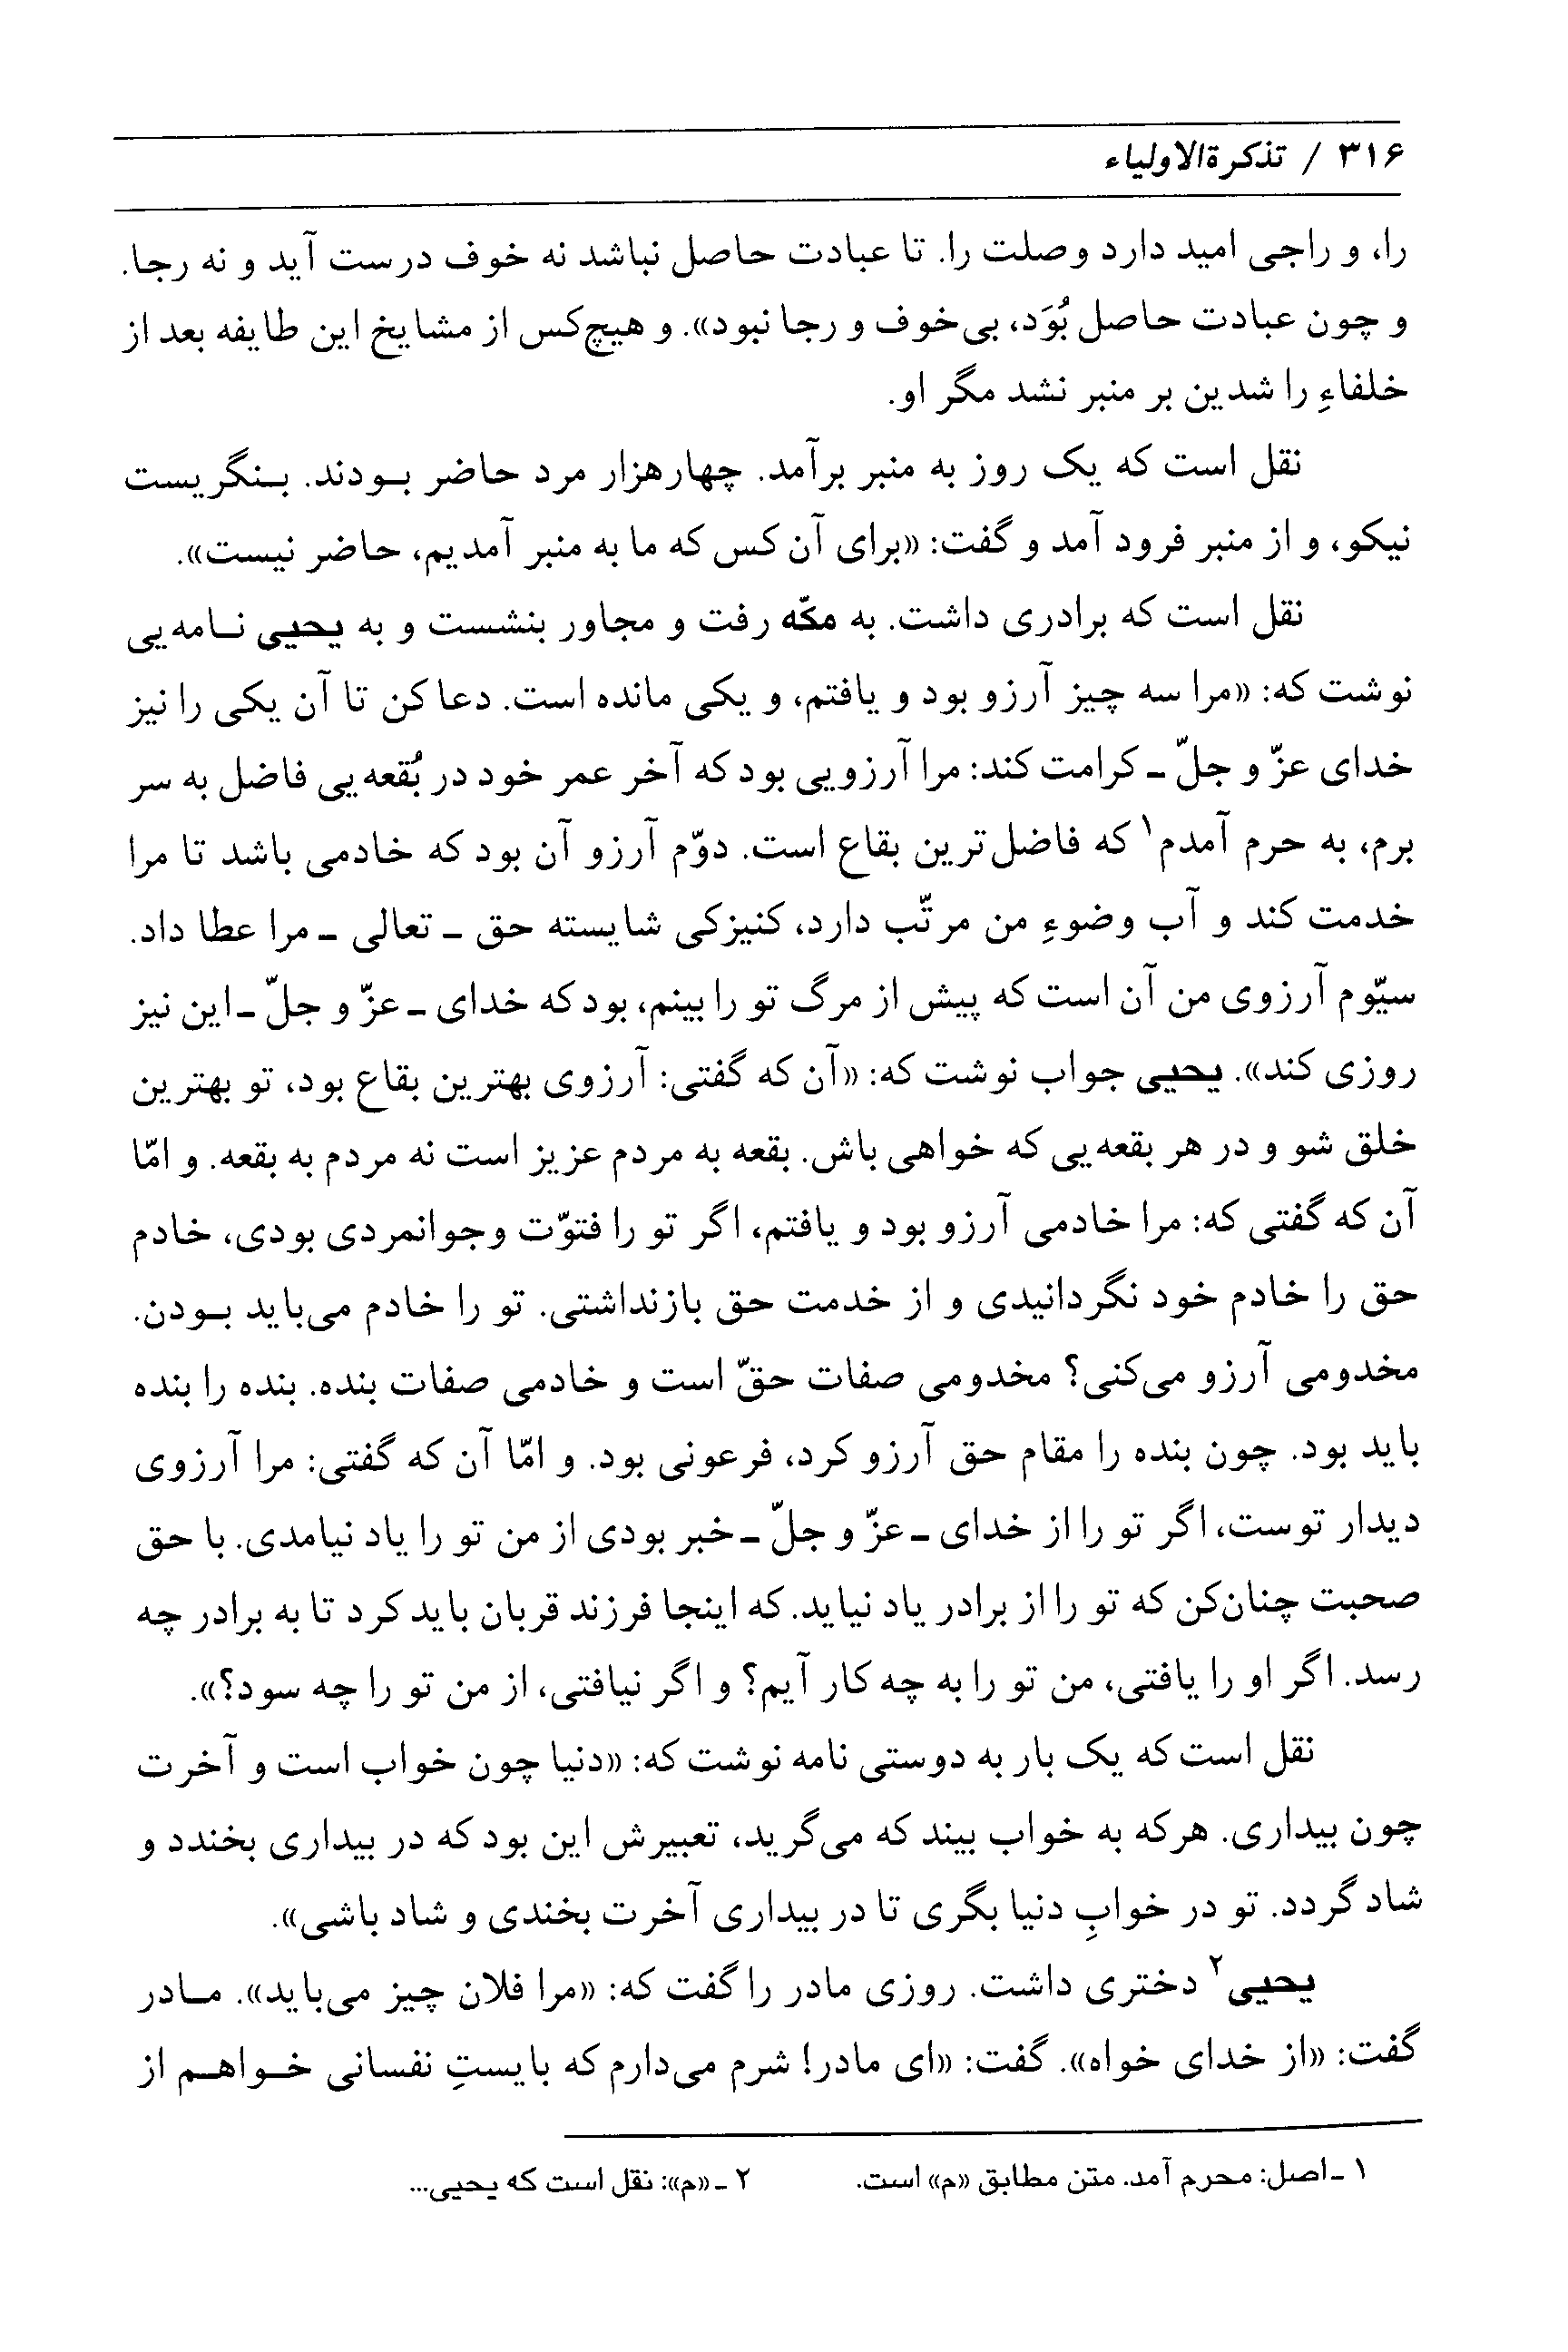 ۳۱۶ / تذکرةالاولیاء
را، و راجی امید دارد وصلت را. تا عبادت حاصل نباشد نه خوف درست آید و نه رجا.
و چون عبادت حاصل بُوَد، بی‌خوف و رجا نبود». و هیچ‌کس از مشایخ این طایفه بعد از
خلفاءِ راشدین بر منبر نشد مگر او.
نقل است که یک روز به منبر برآمد. چهارهزار مرد حاضر بـودند. بـنگریست
نیکو، و از منبر فرود آمد و گفت: «برای آن کس که ما به منبر آمدیم، حاضر نیست».
نقل است که برادری داشت. به مکّه رفت و مجاور بنشست و به یحیی نـامه‌یی
نوشت که: «مرا سه چیز آرزو بود و یافتم، و یکی مانده است. دعا کن تا آن یکی را نیز
خدای عزّ و جلّ ـ کرامت کند: مرا آرزویی بود که آخر عمر خود در بُقعه‌یی فاضل به سر
برم، به حرم آمدم۱ که فاضل‌ترین بقاع است. دوّم آرزو آن بود که خادمی باشد تا مرا
خدمت کند و آب وضوءِ من مرتّب دارد، کنیزکی شایسته حق ـ تعالی ـ مرا عطا داد.
سیّوم آرزوی من آن است که پیش از مرگ تو را بینم، بود که خدای ـ عزّ و جلّ ـ این نیز
روزی کند». یحیی جواب نوشت که: «آن که گفتی: آرزوی بهترین بقاع بود، تو بهترین
خلق شو و در هر بقعه‌یی که خواهی باش. بقعه به مردم عزیز است نه مردم به بقعه. و امّا
آن که گفتی که: مرا خادمی آرزو بود و یافتم، اگر تو را فتوّت وجوانمردی بودی، خادم
حق را خادم خود نگردانیدی و از خدمت حق بازنداشتی. تو را خادم می‌باید بـودن.
مخدومی آرزو می‌کنی؟ مخدومی صفات حقّ است و خادمی صفات بنده. بنده را بنده
باید بود. چون بنده را مقام حق آرزو کرد، فرعونی بود. و امّا آن که گفتی: مرا آرزوی
دیدار توست، اگر تو را از خدای ـ عزّ و جلّ ـ خبر بودی از من تو را یاد نیامدی. با حق
صحبت چنان‌کن که تو را از برادر یاد نیاید. که اینجا فرزند قربان باید کرد تا به برادر چه
رسد. اگر او را یافتی، من تو را به چه کار آیم؟ و اگر نیافتی، از من تو را چه سود؟».
نقل است که یک بار به دوستی نامه نوشت که: «دنیا چون خواب است و آخرت
چون بیداری. هرکه به خواب بیند که می‌گرید، تعبیرش این بود که در بیداری بخندد و
شاد گردد. تو در خوابِ دنیا بگری تا در بیداری آخرت بخندی و شاد باشی».
یحیی۲ دختری داشت. روزی مادر را گفت که: «مرا فلان چیز می‌باید». مـادر
گفت: «از خدای خواه». گفت: «ای مادر! شرم می‌دارم که بایستِ نفسانی خـواهـم از
۱ ـ اصل: محرم آمد. متن مطابق «م» است. ۲ ـ «م»: نقل است که یحیی...